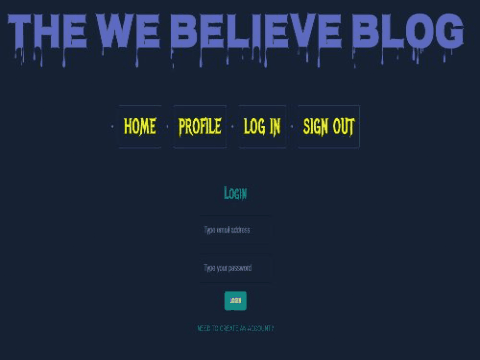 THE WE BELIEVE BLOG
HOME PROFILE LOG IN SIGN OUT
Login
Type email address
Type your password
LOGIN
NEED TO CREATE AN ACCOUNT?